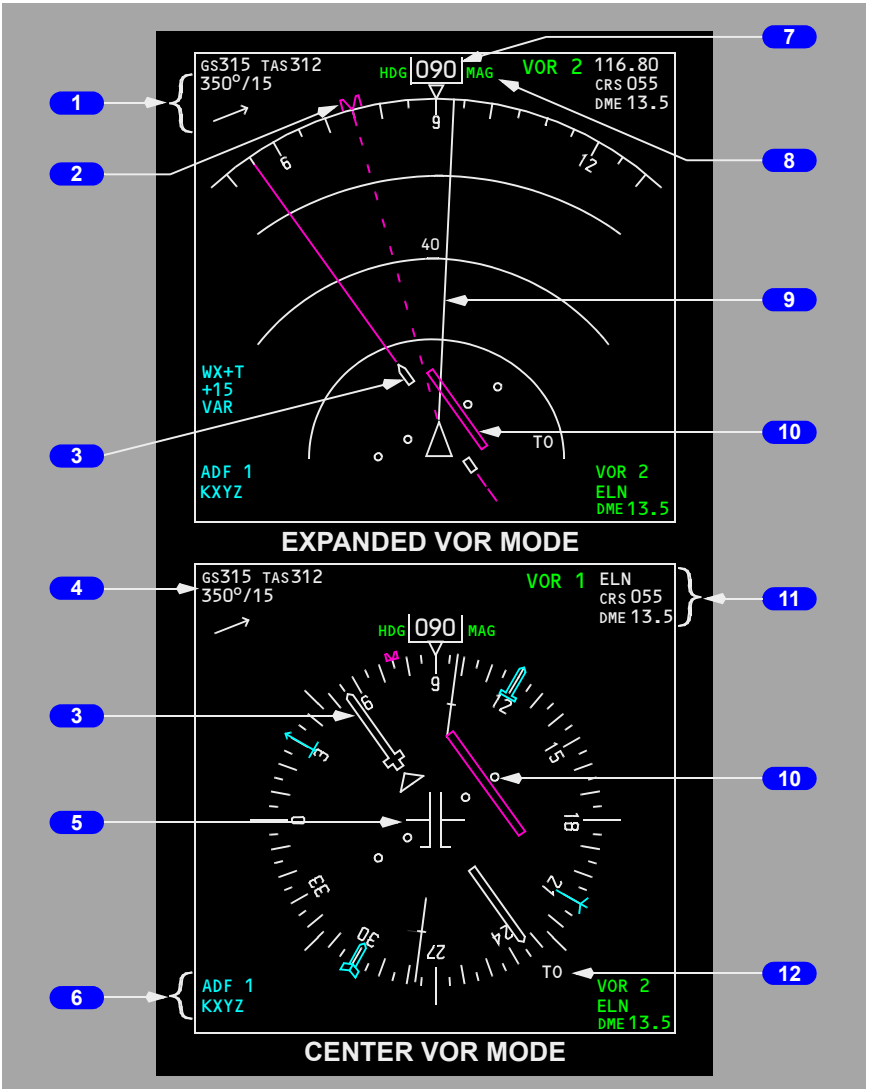 7
GS315 TAS312
HDG 090 MAG
VOR 2 116.80
350°/15
CRS 055
DME 13.5
1
9
2
6
12
8
40
9
WX+T
+15
VAR
10
TO
3
ADF 1
KXYZ
VOR 2
ELN
DME 13.5
EXPANDED VOR MODE
4
GS315 TAS312
350°/15
VOR 1 ELN
CRS 055
DME 13.5
11
HDG 090 MAG
9
6
12
3
3
15
10
5
0
18
33
21
30
27
24
TO
12
6
ADF 1
KXYZ
VOR 2
ELN
DME 13.5
CENTER VOR MODE